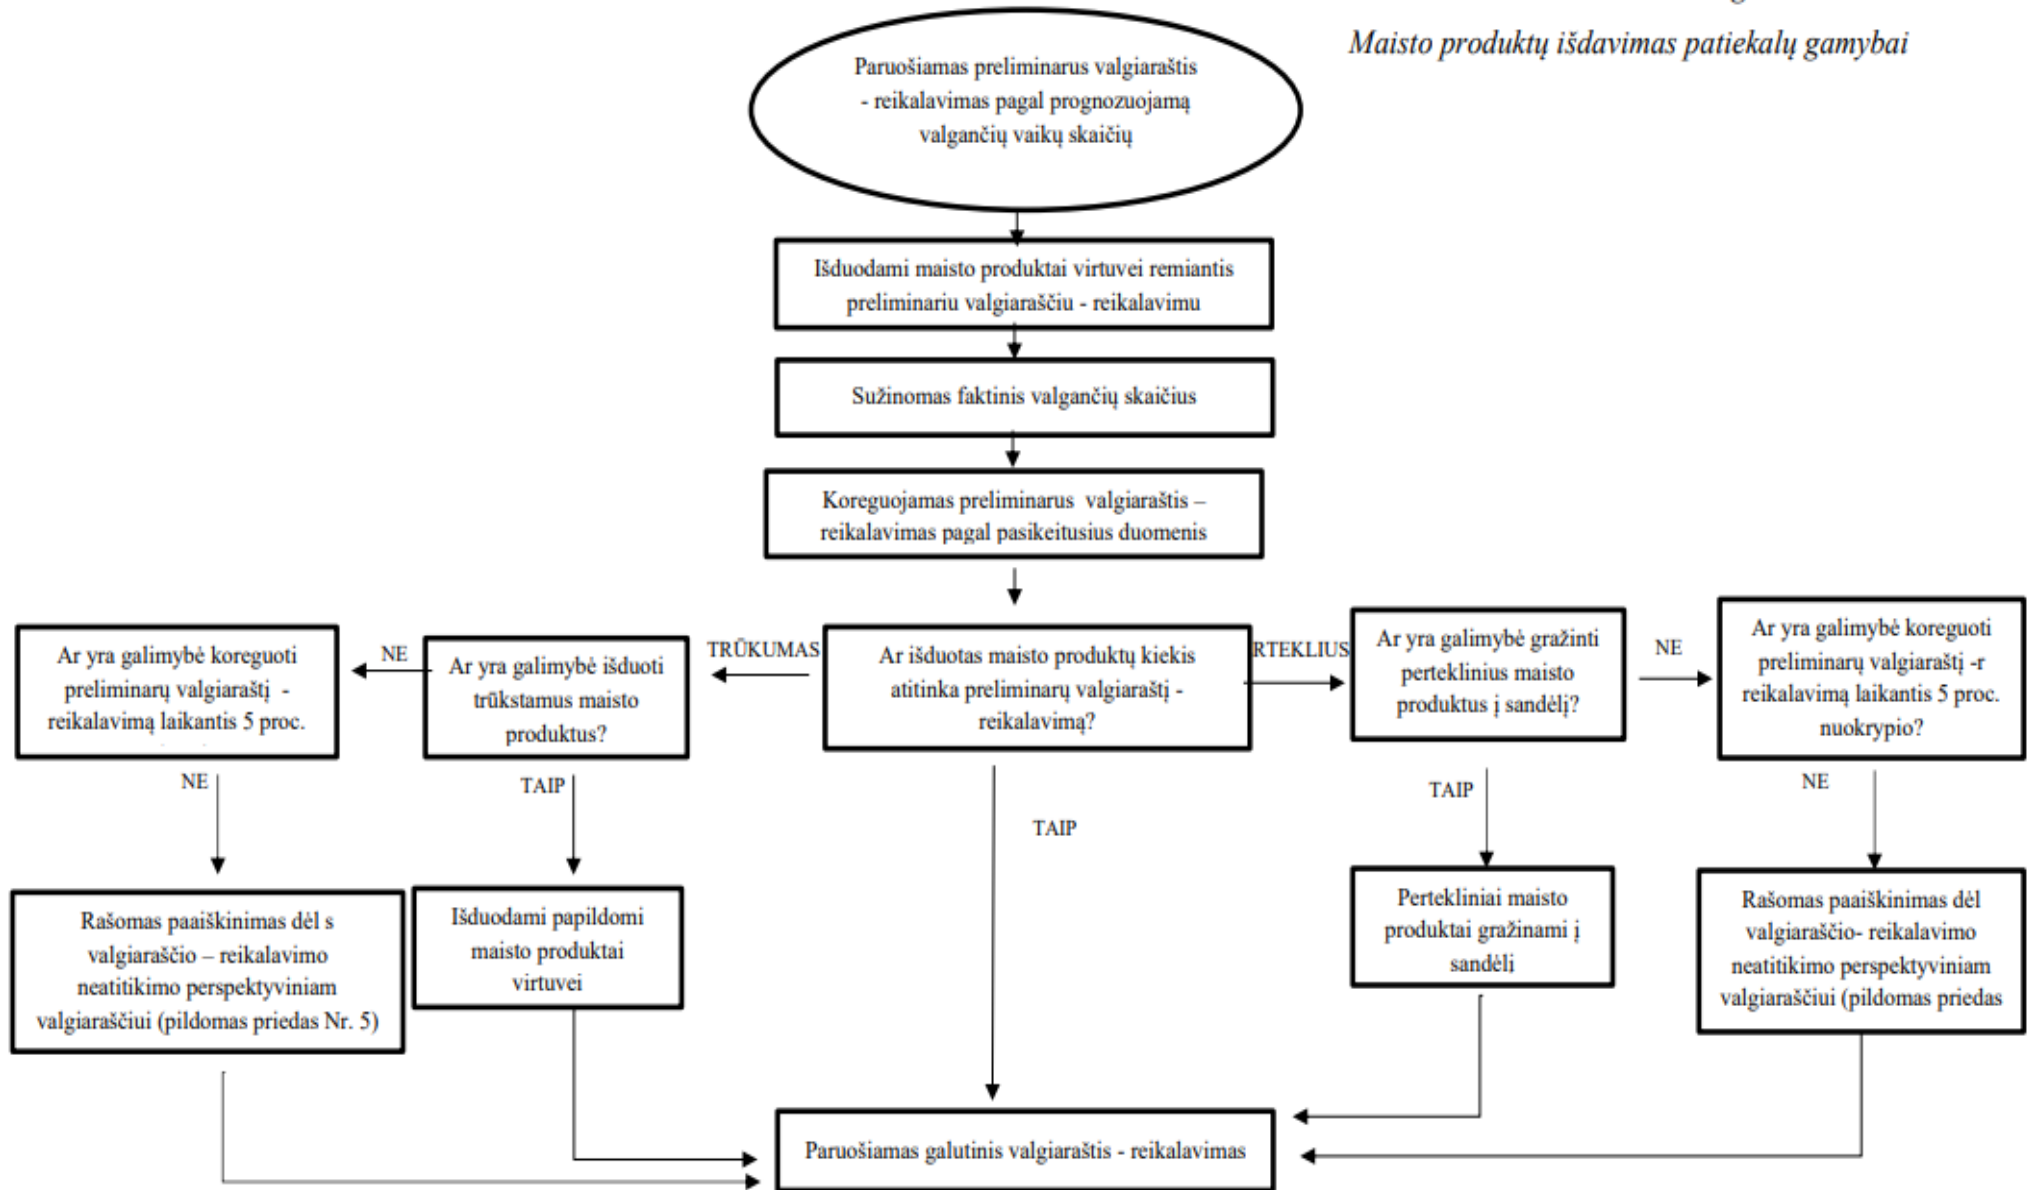 Maisto produktų išdavimas patiekalų gamybai
Paruošiamas preliminarus valgiaraštis
- reikalavimas pagal prognozuojamą
valgančių vaikų skaičių
Išduodami maisto produktai virtuvei remiantis
preliminariu valgiaraščiu - reikalavimu
Sužinomas faktinis valgančių skaičius
Koreguojamas preliminarus valgiaraštis –
reikalavimas pagal pasikeitusius duomenis
Ar yra galimybė koreguoti
preliminarų valgiaraštį -
reikalavimą laikantis 5 proc.
NE
Ar yra galimybė išduoti
trūkstamus maisto
produktus?
TRŪKUMAS
Ar išduotas maisto produktų kiekis
atitinka preliminarų valgiaraštį -
reikalavimą?
RTEKLIUS
Ar yra galimybė gražinti
perteklinius maisto
produktus į sandėlį?
NE
Ar yra galimybė koreguoti
preliminarų valgiaraštį -r
reikalavimą laikantis 5 proc.
nuokrypio?
NE
TAIP
TAIP
TAIP
NE
Rašomas paaiškinimas dėl s
valgiaraščio – reikalavimo
neatitikimo perspektyviniam
valgiaraščiui (pildomas priedas Nr. 5)
Išduodami papildomi
maisto produktai
virtuvei
Pertekliniai maisto
produktai gražinami į
sandėlį
Rašomas paaiškinimas dėl
valgiaraščio- reikalavimo
neatitikimo perspektyviniam
valgiaraščiui (pildomas priedas
Paruošiamas galutinis valgiaraštis - reikalavimas